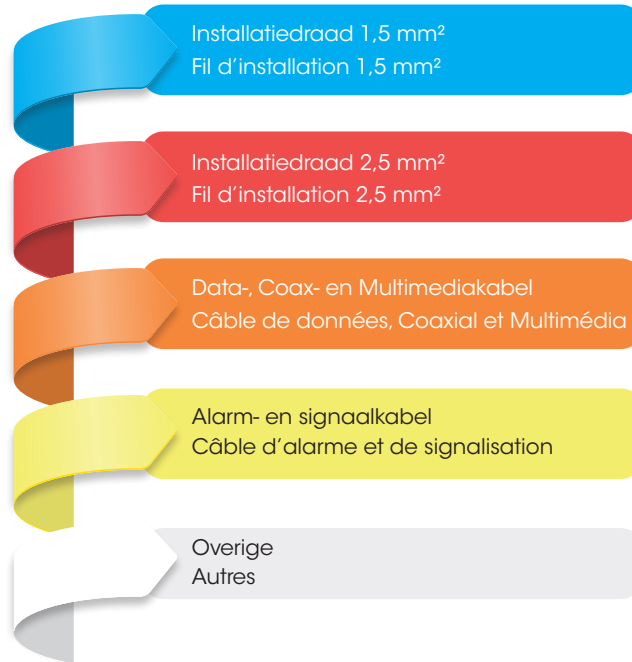 Installatiedraad 1,5 mm²
Fil d’installation 1,5 mm²
Installatiedraad 2,5 mm²
Fil d’installation 2,5 mm²
Data-, Coax- en Multimediakabel
Câble de données, Coaxial et Multimédia
Alarm- en signaalkabel
Câble d’alarme et de signalisation
Overige
Autres